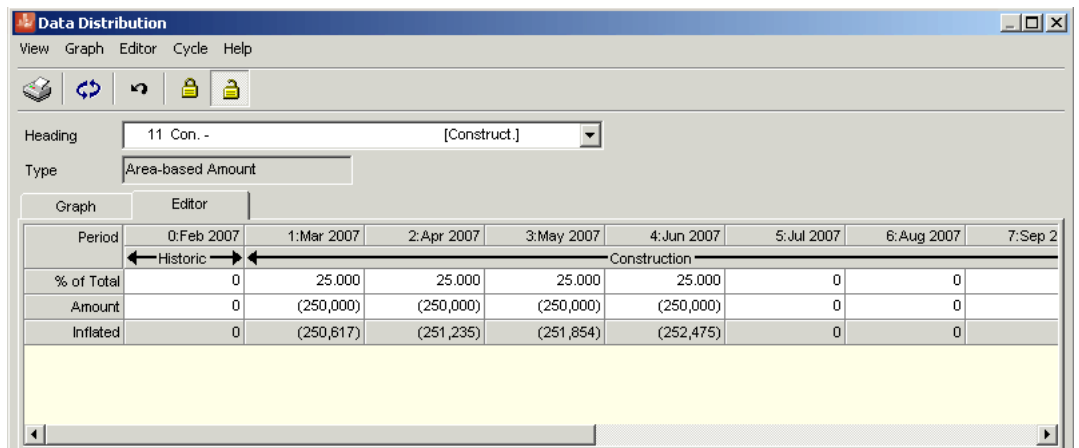 Data Distribution
View Graph Editor Cycle Help
Heading 11 Con. - [Construct.]
Type Area-based Amount
Graph Editor
Period 0:Feb 2007 1:Mar 2007 2:Apr 2007 3:May 2007 4:Jun 2007 5:Jul 2007 6:Aug 2007 7:Sep 2
Historic Construction
% of Total 0 25.000 25.000 25.000 25.000 0 0
Amount 0 (250,000) (250,000) (250,000) (250,000) 0 0
Inflated 0 (250,617) (251,235) (251,854) (252,475) 0 0